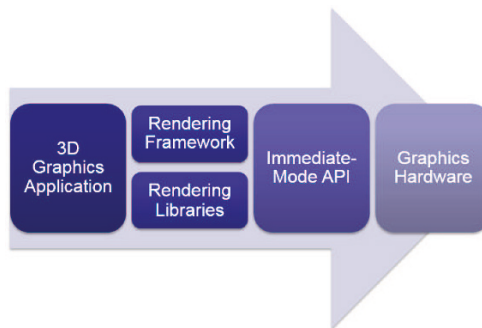 3D
Graphics
Application
Rendering
Framework
Rendering
Libraries
Immediate-
Mode API
Graphics
Hardware